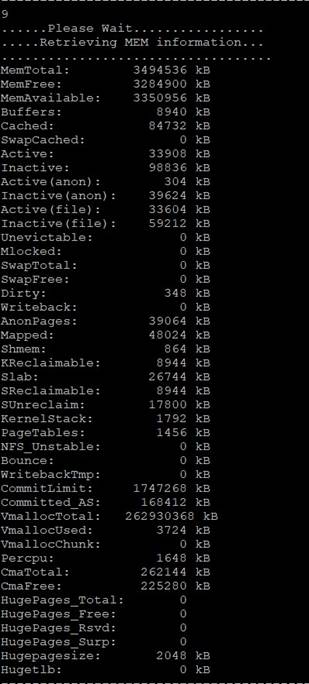 9
......Please Wait.................
.....Retrieving MEM information...
..................................
MemTotal: 3494536 kB
MemFree: 3284900 kB
MemAvailable: 3350956 kB
Buffers: 8940 kB
Cached: 84732 kB
SwapCached: 0 kB
Active: 33908 kB
Inactive: 98836 kB
Active(anon): 304 kB
Inactive(anon): 39624 kB
Active(file): 33604 kB
Inactive(file): 59212 kB
Unevictable: 0 kB
Mlocked: 0 kB
SwapTotal: 0 kB
SwapFree: 0 kB
Dirty: 348 kB
Writeback: 0 kB
AnonPages: 39064 kB
Mapped: 48024 kB
Shmem: 864 kB
KReclaimable: 8944 kB
Slab: 26744 kB
SReclaimable: 8944 kB
SUnreclaim: 17800 kB
KernelStack: 1792 kB
PageTables: 1456 kB
NFS_Unstable: 0 kB
Bounce: 0 kB
WritebackTmp: 0 kB
CommitLimit: 1747268 kB
Committed_AS: 168412 kB
VmallocTotal: 262930368 kB
VmallocUsed: 3724 kB
VmallocChunk: 0 kB
Percpu: 1648 kB
CmaTotal: 262144 kB
CmaFree: 225280 kB
HugePages_Total: 0
HugePages_Free: 0
HugePages_Rsvd: 0
HugePages_Surp: 0
Hugepagesize: 2048 kB
Hugetlb: 0 kB